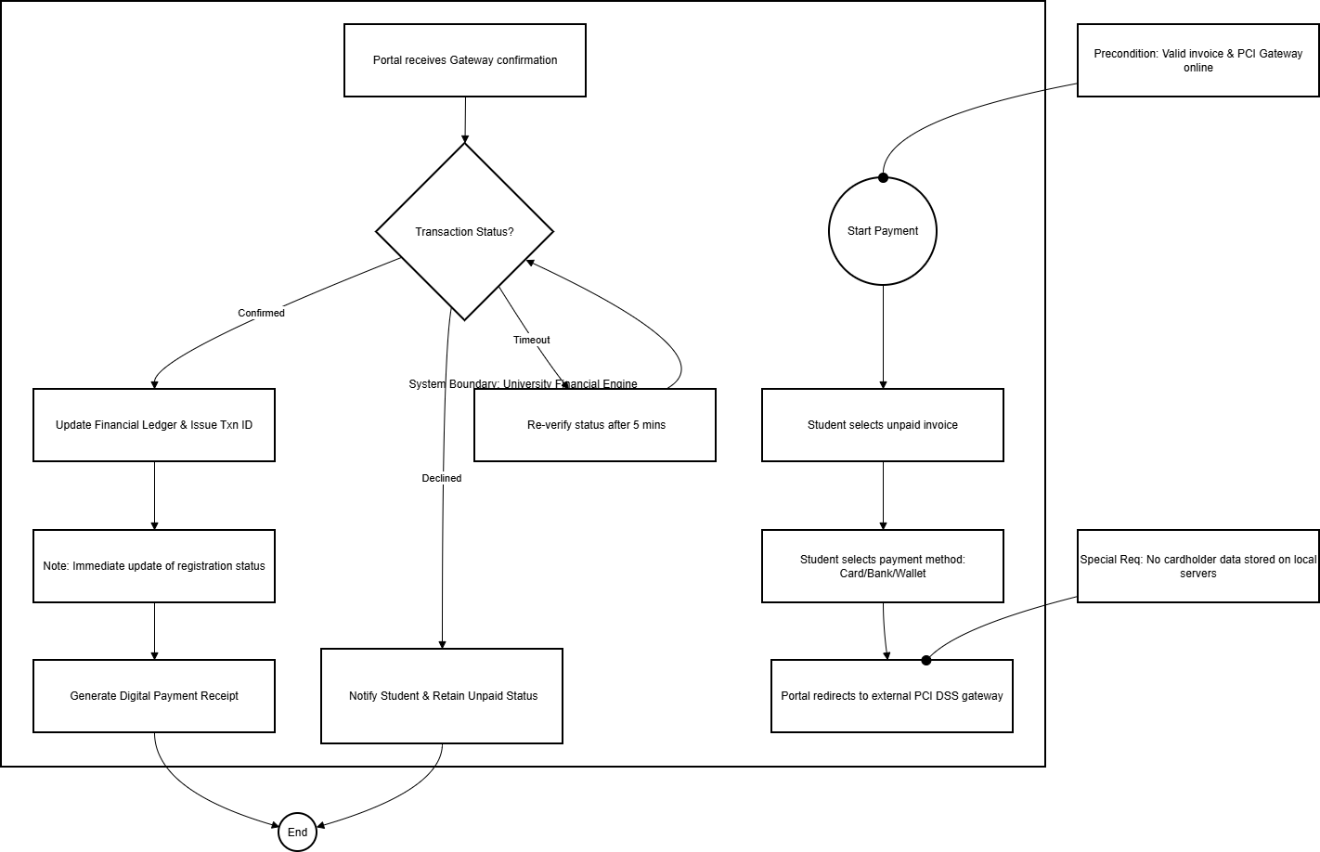 Portal receives Gateway confirmation
Precondition: Valid invoice & PCI Gateway
online
Transaction Status?
Start Payment
Confirmed
Timeout
System Boundary: University Financial Engine
Update Financial Ledger & Issue Txn ID
Re-verify status after 5 mins
Student selects unpaid invoice
Declined
Note: Immediate update of registration status
Student selects payment method:
Card/Bank/Wallet
Special Req: No cardholder data stored on local
servers
Generate Digital Payment Receipt
Notify Student & Retain Unpaid Status
Portal redirects to external PCI DSS gateway
End